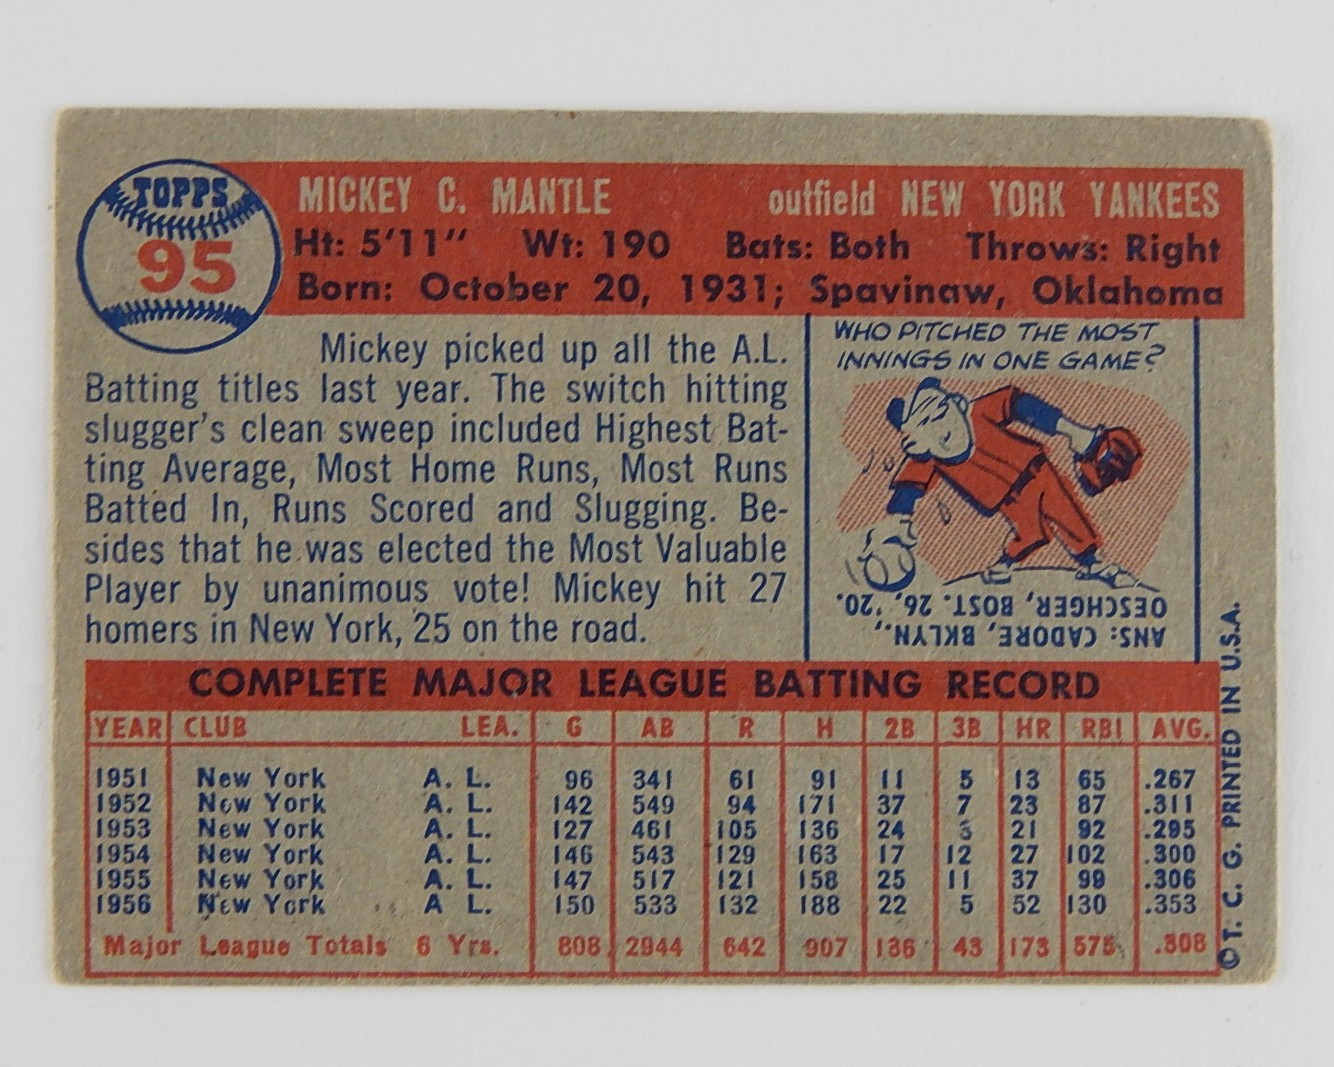 TOPPS
95
MICKEY C. MANTLE outfield NEW YORK YANKEES
Ht: 5'11" Wt: 190 Bats: Both Throws: Right
Born: October 20, 1931; Spavinaw, Oklahoma
Mickey picked up all the A.L.
Batting titles last year. The switch hitting
slugger's clean sweep included Highest Bat-
ting Average, Most Home Runs, Most Runs
Batted In, Runs Scored and Slugging. Be-
sides that he was elected the Most Valuable
Player by unanimous vote! Mickey hit 27
homers in New York, 25 on the road.
WHO PITCHED THE MOST
INNINGS IN ONE GAME?
ANS: CADORE, BKLYN.,
OESCHGER, BOST. 26, '20.
COMPLETE MAJOR LEAGUE BATTING RECORD
YEAR CLUB LEA. G AB R H 2B 3B HR RBI AVG.
1951 New York A. L. 96 341 61 91 11 5 13 65 .267
1952 New York A. L. 142 549 94 171 37 7 23 87 .311
1953 New York A. L. 127 461 105 136 24 3 21 92 .295
1954 New York A. L. 146 543 129 163 17 12 27 102 .300
1955 New York A. L. 147 517 121 158 25 11 37 99 .306
1956 New York A. L. 150 533 132 188 22 5 52 130 .353
Major League Totals 6 Yrs. 808 2944 642 907 136 43 173 575 .308
© T. C. G. PRINTED IN U.S.A.